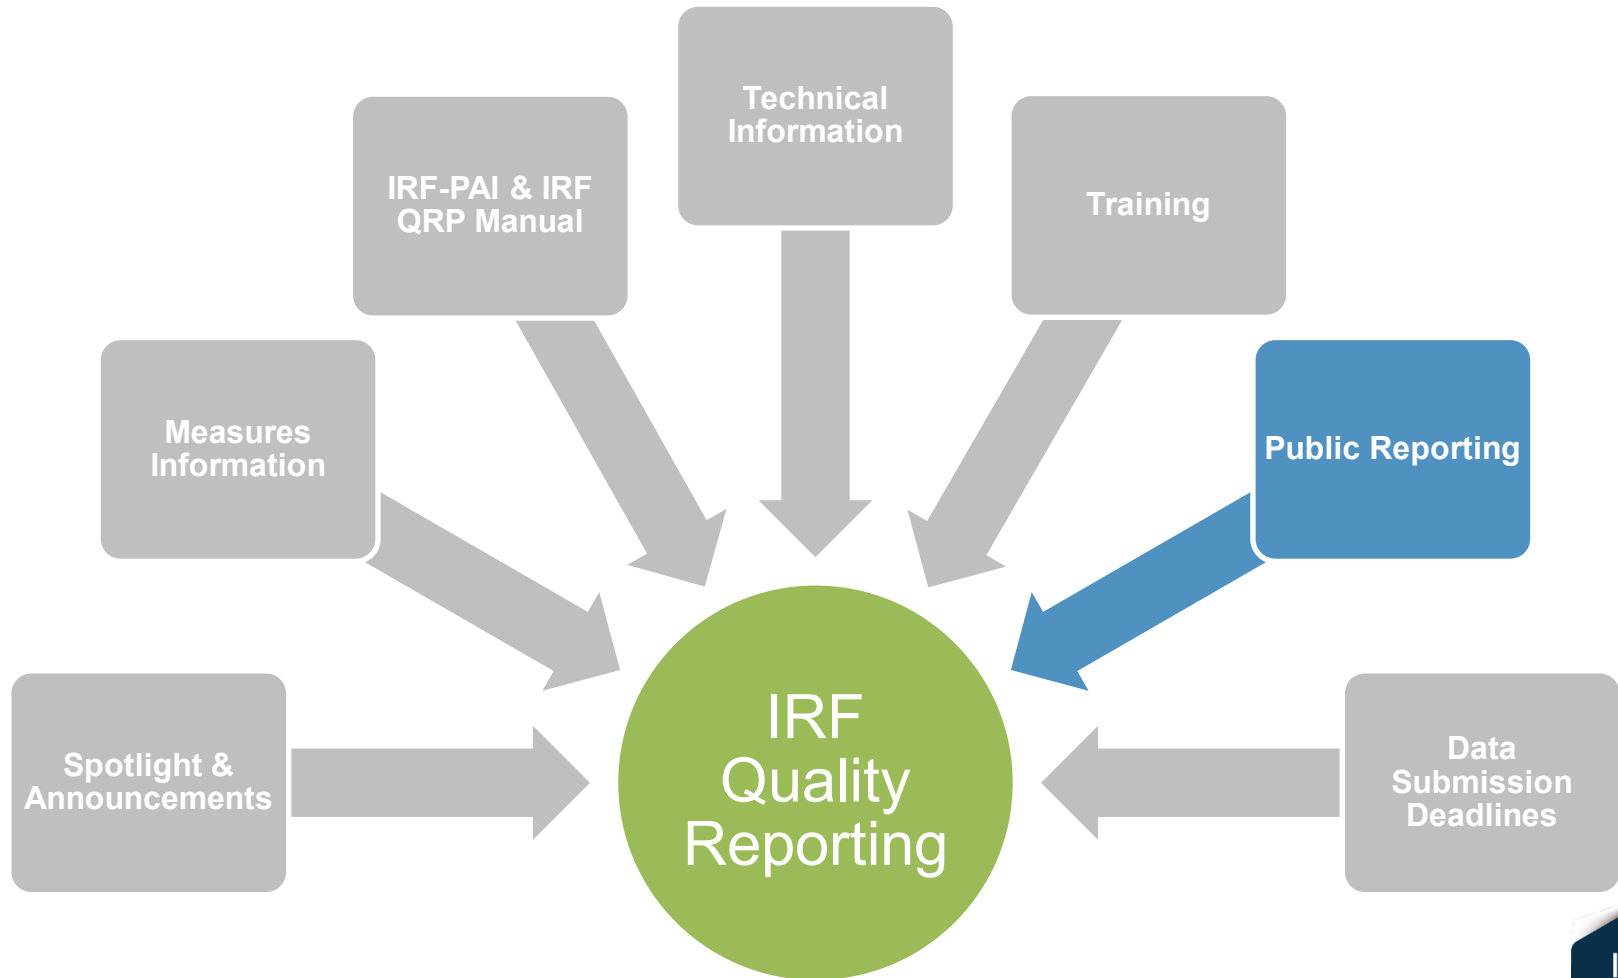 Technical
Information
IRF-PAI & IRF
QRP Manual
Training
Measures
Information
Public Reporting
Spotlight &
Announcements
IRF
Quality
Reporting
Data
Submission
Deadlines